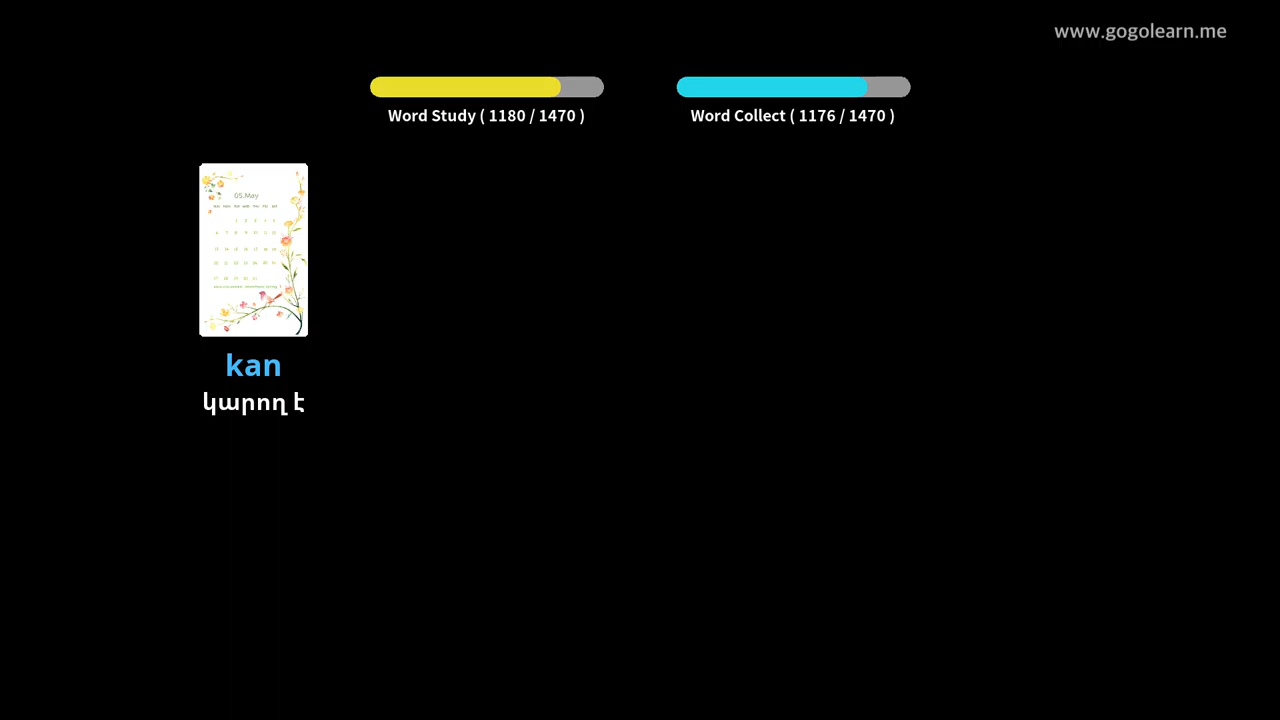 www.gogolearn.me
Word Study ( 1180 / 1470 )
Word Collect ( 1176 / 1470 )
05.May
kan
կարող է